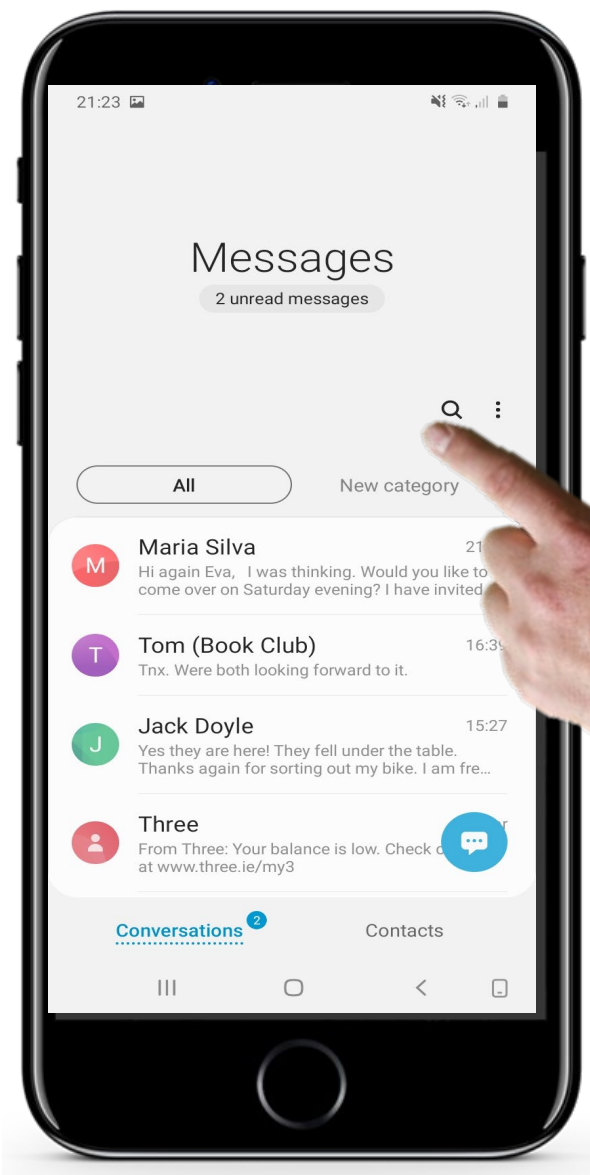 21:23
Messages
2 unread messages
All
New category
Maria Silva
Hi again Eva, I was thinking. Would you like to
come over on Saturday evening? I have invited
M
Tom (Book Club)
16:39
Tnx. Were both looking forward to it.
T
Jack Doyle
15:27
Yes they are here! They fell under the table.
Thanks again for sorting out my bike. I am fre...
J
Three
From Three: Your balance is low. Check
at www.three.ie/my3
Conversations 2
Contacts